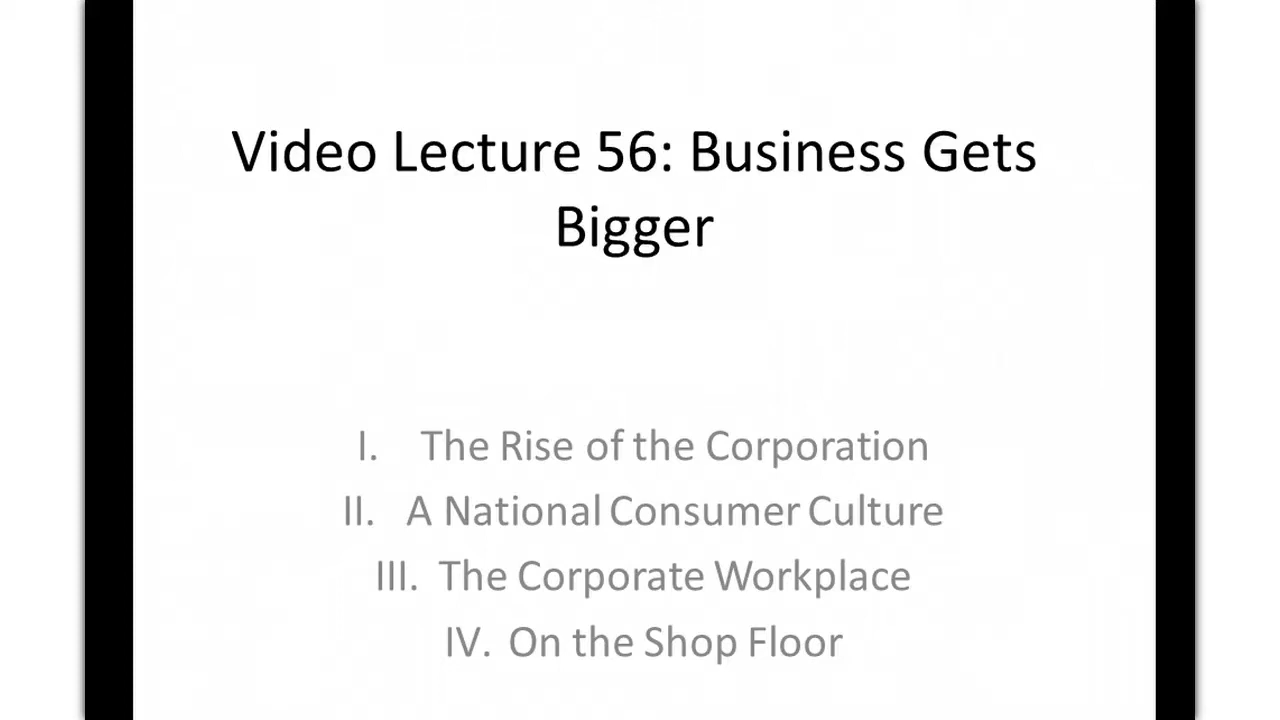 Video Lecture 56: Business Gets
Bigger
I. The Rise of the Corporation
II. A National Consumer Culture
III. The Corporate Workplace
IV. On the Shop Floor